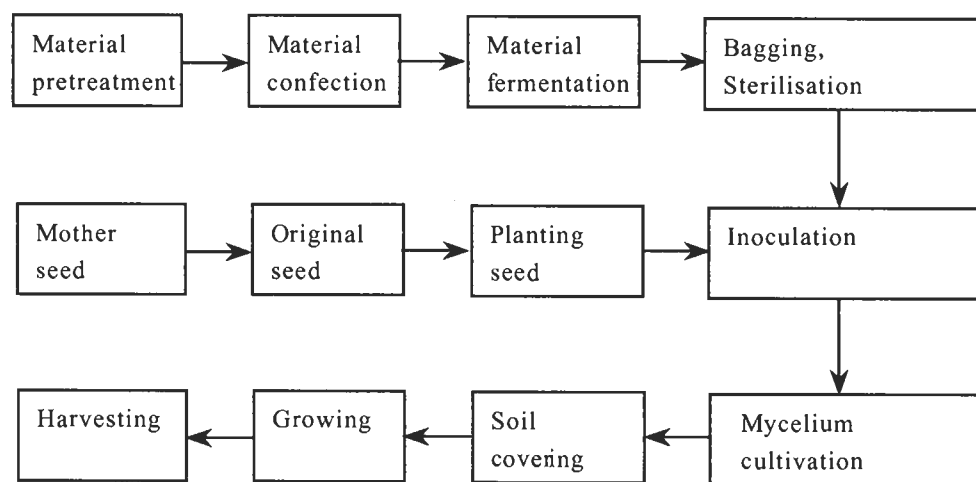 Material
pretreatment
Material
confection
Material
fermentation
Bagging,
Sterilisation
Mother
seed
Original
seed
Planting
seed
Inoculation
Harvesting
Growing
Soil
covering
Mycelium
cultivation